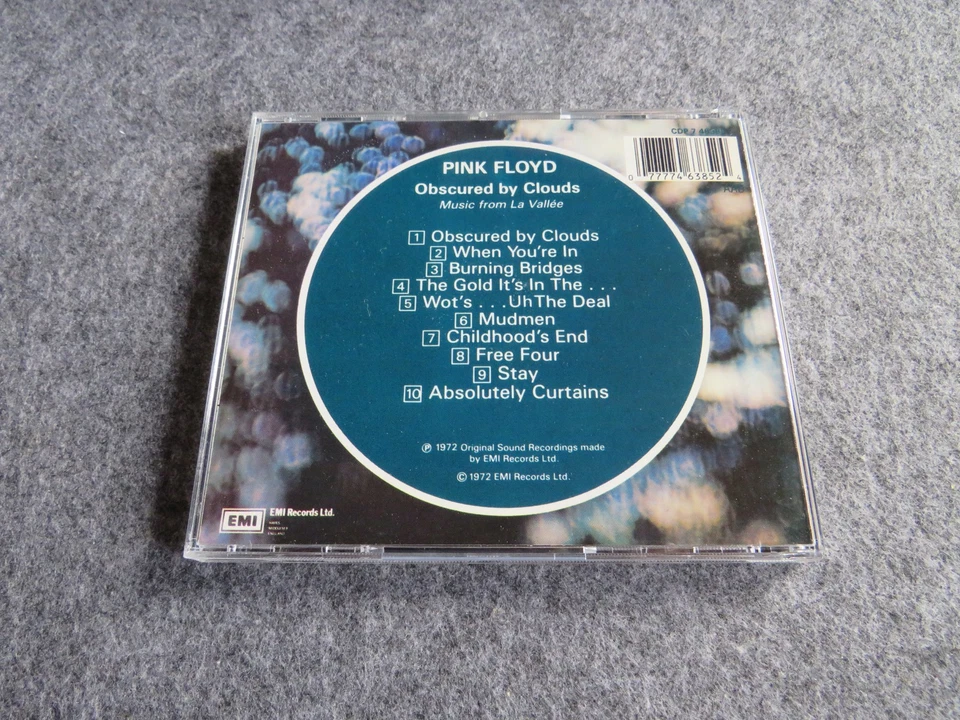 PINK FLOYD
Obscured by Clouds
Music from La Vallée
1 Obscured by Clouds
2 When You're In
3 Burning Bridges
4 The Gold It's In The . . .
5 Wot's . . . Uh The Deal
6 Mudmen
7 Childhood's End
8 Free Four
9 Stay
10 Absolutely Curtains
℗ 1972 Original Sound Recordings made
by EMI Records Ltd.
© 1972 EMI Records Ltd.
CDP 7
0 77774 63852 4
EMI EMI Records Ltd.